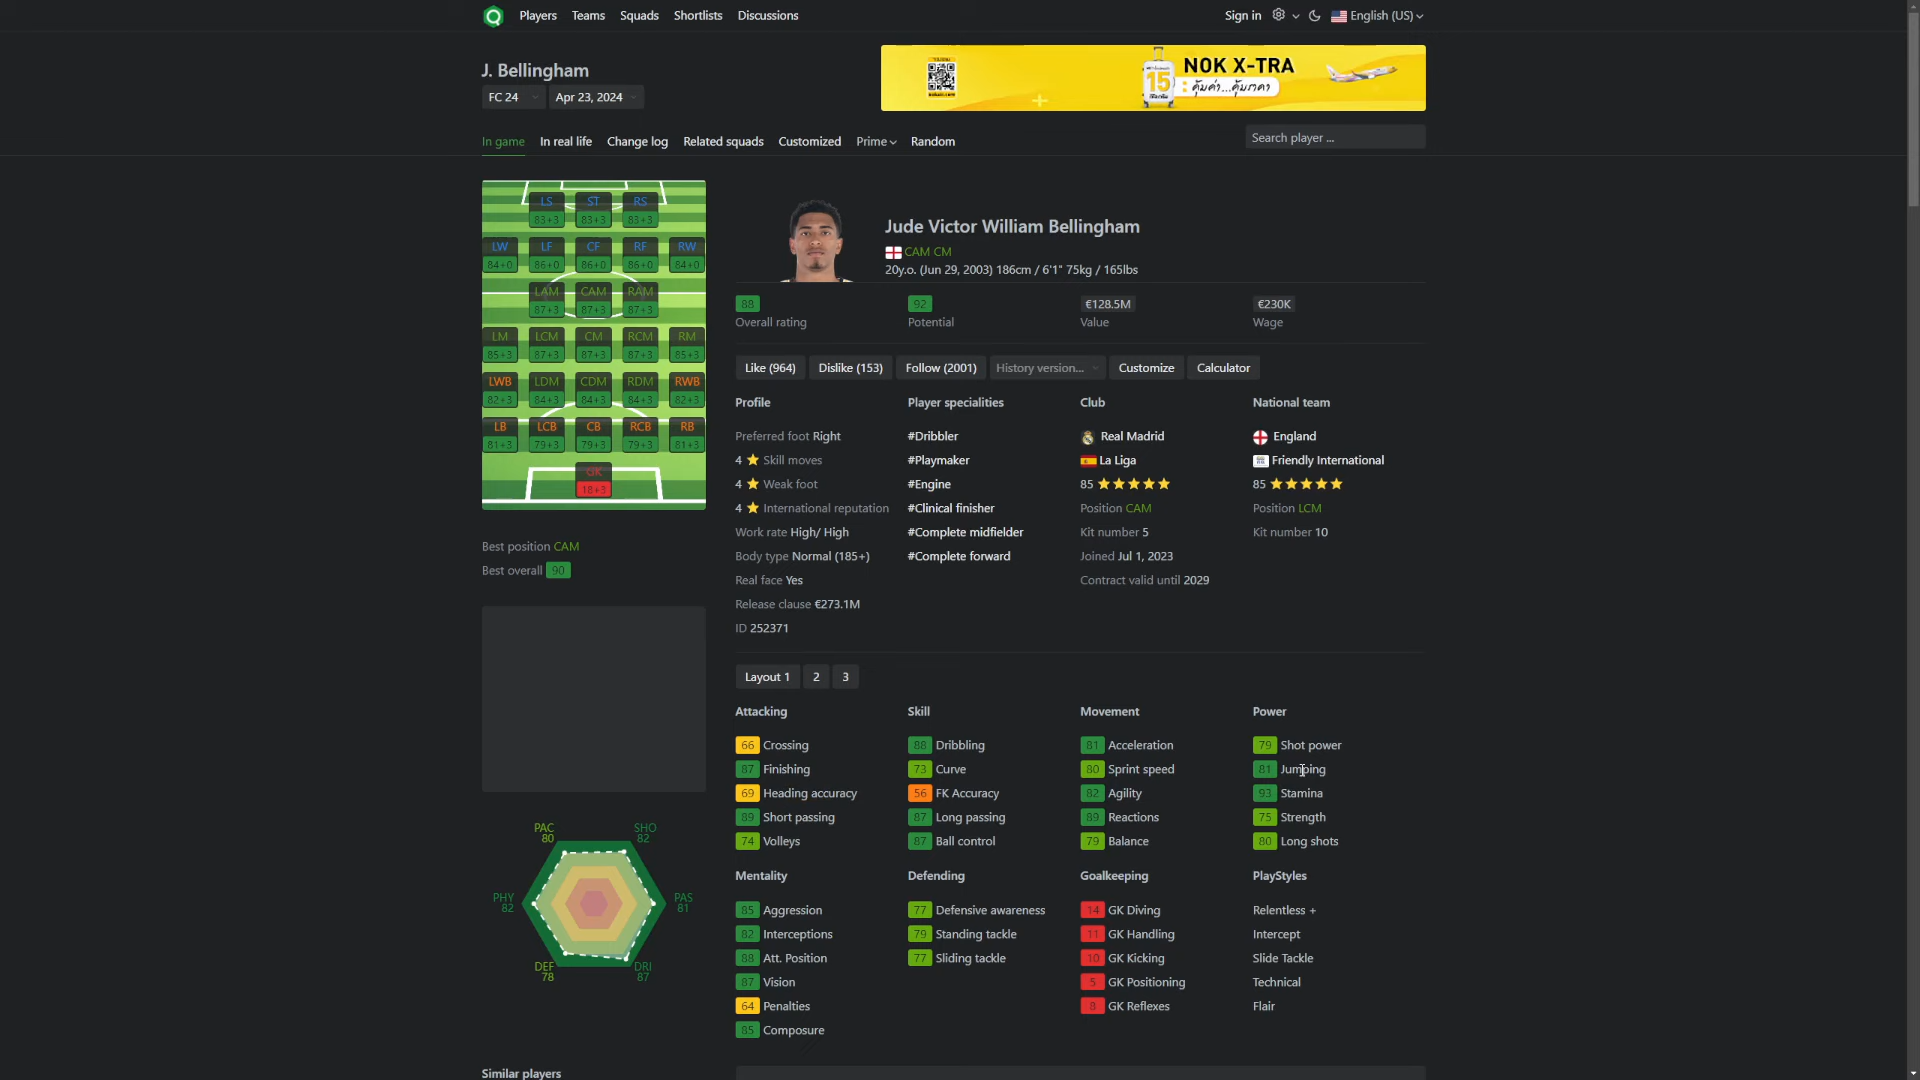 Players Teams Squads Shortlists Discussions
Sign in English (US)
J. Bellingham
FC 24 Apr 23, 2024
NOK X-TRA
15
คุ้มค่า...คุ้มราคา
In game In real life Change log Related squads Customized Prime Random
Search player ...
LS ST RS
83+3 83+3 83+3
LW LF CF RF RW
84+0 86+0 86+0 86+0 84+0
LAM CAM RAM
87+3 87+3 87+3
LM LCM CM RCM RM
85+3 87+3 87+3 87+3 85+3
LWB LDM CDM RDM RWB
82+3 84+3 84+3 84+3 82+3
LB LCB CB RCB RB
81+3 79+3 79+3 79+3 81+3
GK
18+3
Best position CAM
Best overall 90
Jude Victor William Bellingham
CAM CM
20y.o. (Jun 29, 2003) 186cm / 6'1" 75kg / 165lbs
88 92 €128.5M €230K
Overall rating Potential Value Wage
Like (964) Dislike (153) Follow (2001) History version... Customize Calculator
Profile
Preferred foot Right
4 Skill moves
4 Weak foot
4 International reputation
Work rate High/ High
Body type Normal (185+)
Real face Yes
Release clause €273.1M
ID 252371
Player specialities
#Dribbler
#Playmaker
#Engine
#Clinical finisher
#Complete midfielder
#Complete forward
Club
Real Madrid
La Liga
85
Position CAM
Kit number 5
Joined Jul 1, 2023
Contract valid until 2029
National team
England
Friendly International
85
Position LCM
Kit number 10
Layout 1 2 3
Attacking
66 Crossing
87 Finishing
69 Heading accuracy
89 Short passing
74 Volleys
Skill
88 Dribbling
73 Curve
56 FK Accuracy
87 Long passing
87 Ball control
Movement
81 Acceleration
80 Sprint speed
82 Agility
89 Reactions
79 Balance
Power
79 Shot power
81 Jumping
93 Stamina
75 Strength
80 Long shots
Mentality
85 Aggression
82 Interceptions
88 Att. Position
87 Vision
64 Penalties
85 Composure
Defending
77 Defensive awareness
79 Standing tackle
77 Sliding tackle
Goalkeeping
14 GK Diving
11 GK Handling
10 GK Kicking
5 GK Positioning
8 GK Reflexes
PlayStyles
Relentless +
Intercept
Slide Tackle
Technical
Flair
PAC
80
SHO
82
PHY
82
PAS
81
DEF
78
DRI
87
Similar players